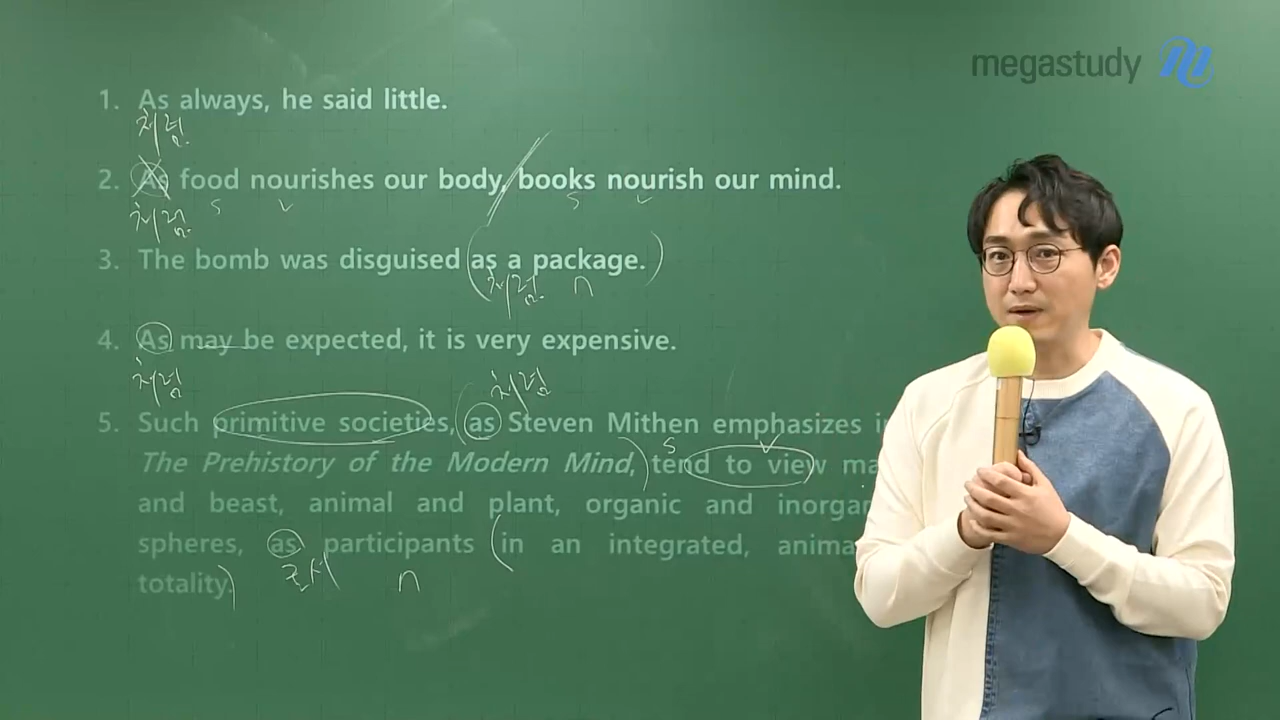 megastudy
1. As always, he said little.
처럼
2. As food nourishes our body, books nourish our mind.
처럼 s v s v
3. The bomb was disguised as a package.
처럼 n
4. As may be expected, it is very expensive.
처럼 처럼
5. Such primitive societies, as Steven Mithen emphasizes
s v
The Prehistory of the Modern Mind, tend to view
and beast, animal and plant, organic and
spheres, as participants in an integrated,
totality.
로서 n